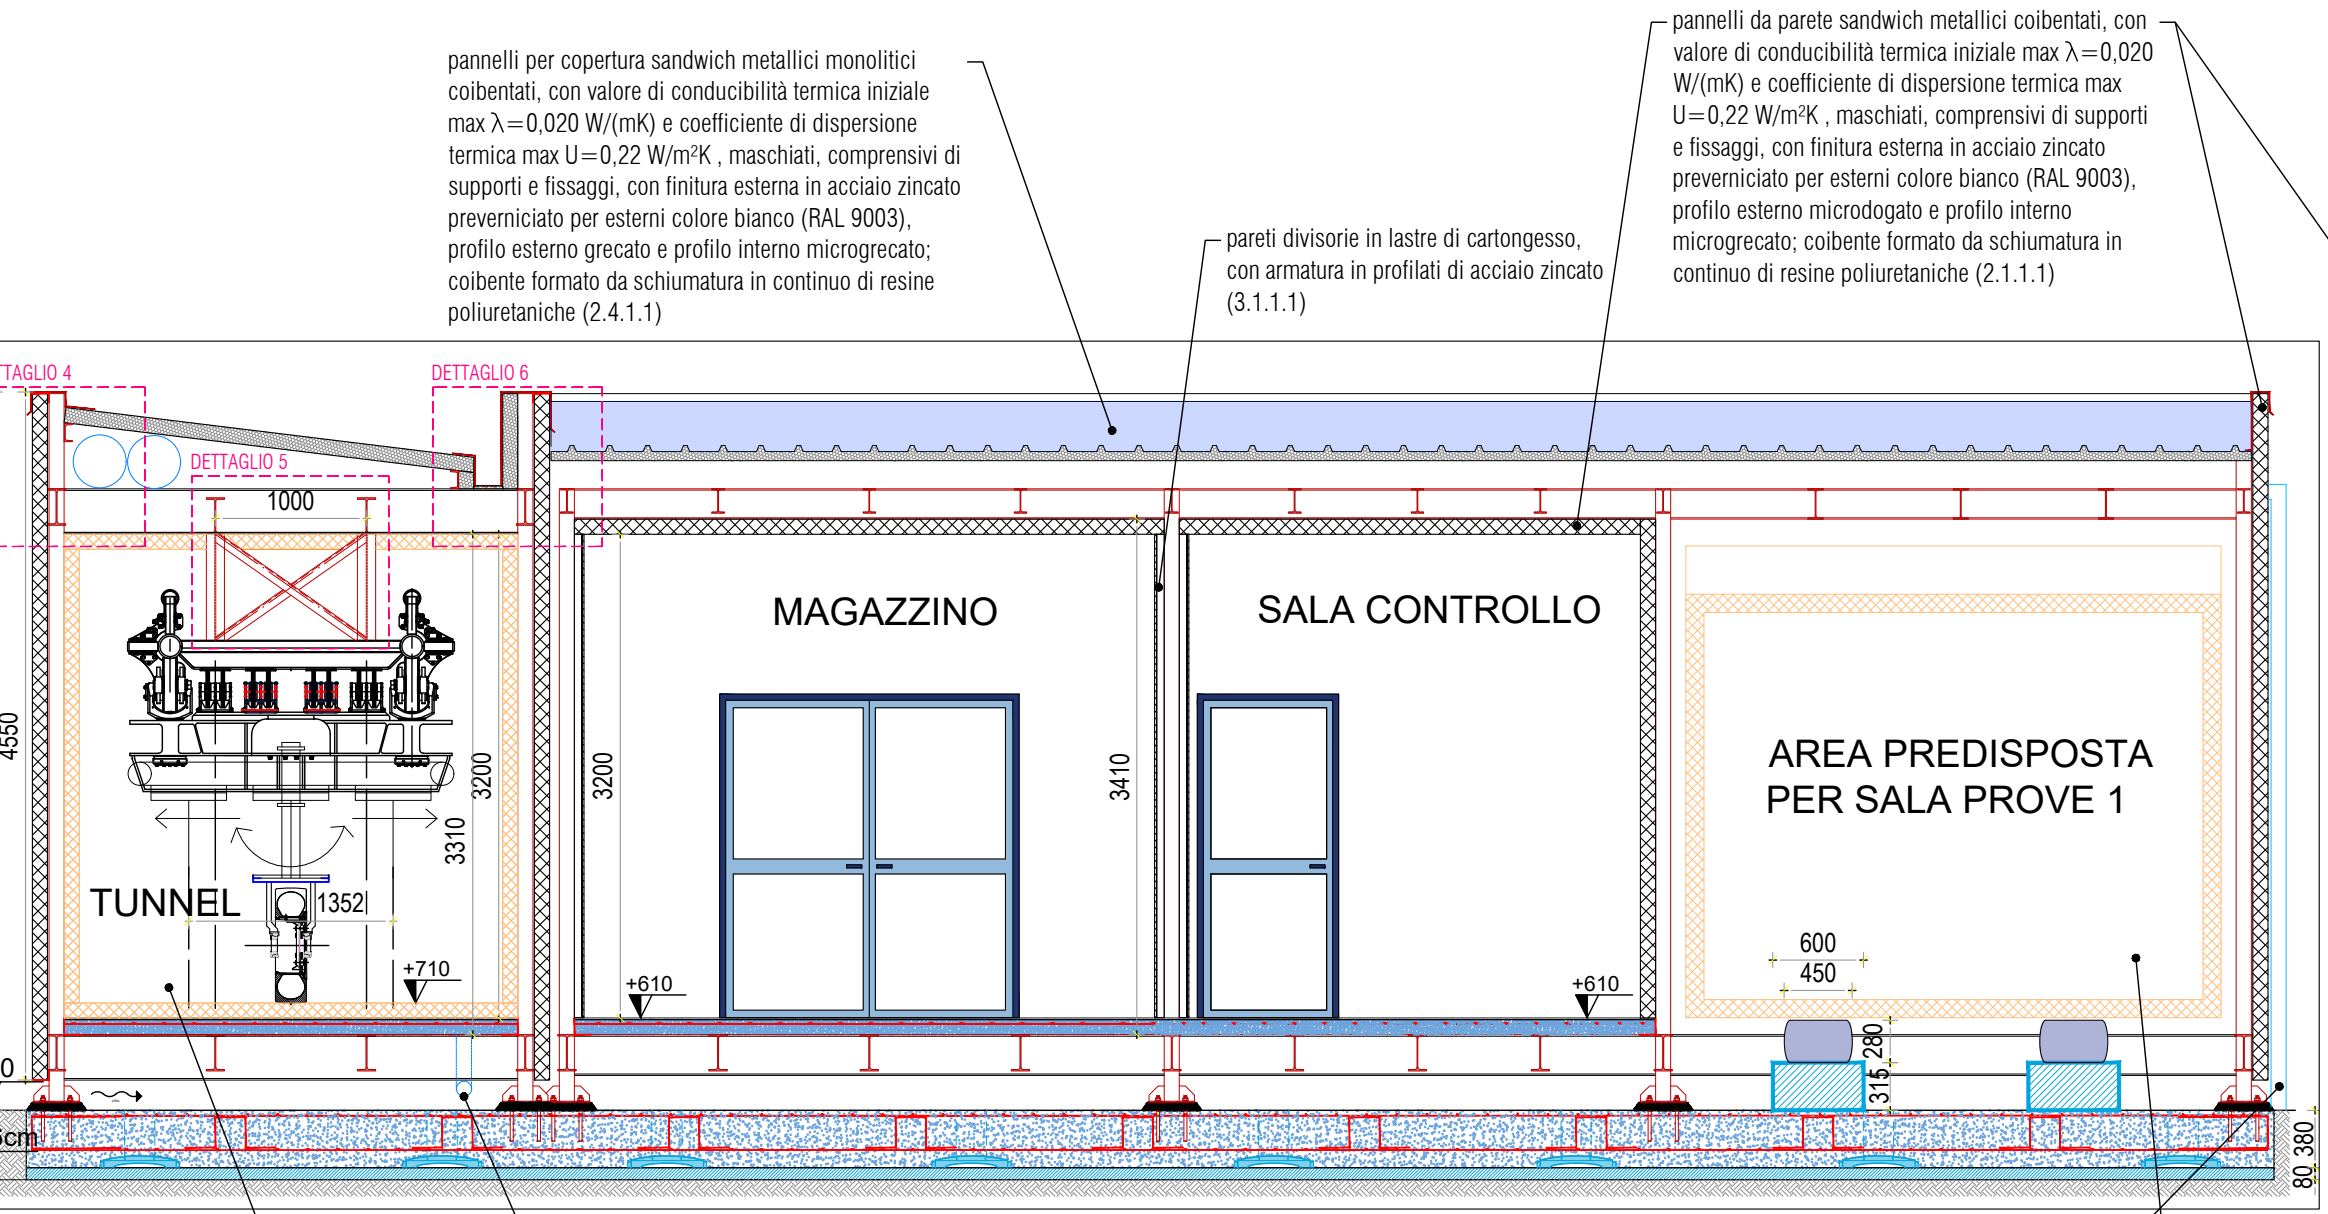 pannelli per copertura sandwich metallici monolitici
coibentati, con valore di conducibilità termica iniziale
max λ=0,020 W/(mK) e coefficiente di dispersione
termica max U=0,22 W/m²K , maschiati, comprensivi di
supporti e fissaggi, con finitura esterna in acciaio zincato
preverniciato per esterni colore bianco (RAL 9003),
profilo esterno grecato e profilo interno microgrecato;
coibente formato da schiumatura in continuo di resine
poliuretaniche (2.4.1.1)
pareti divisorie in lastre di cartongesso,
con armatura in profilati di acciaio zincato
(3.1.1.1)
pannelli da parete sandwich metallici coibentati, con
valore di conducibilità termica iniziale max λ=0,020
W/(mK) e coefficiente di dispersione termica max
U=0,22 W/m²K , maschiati, comprensivi di supporti
e fissaggi, con finitura esterna in acciaio zincato
preverniciato per esterni colore bianco (RAL 9003),
profilo esterno microdogato e profilo interno
microgrecato; coibente formato da schiumatura in
continuo di resine poliuretaniche (2.1.1.1)
TTAGLIO 4
DETTAGLIO 6
DETTAGLIO 5
1000
MAGAZZINO
SALA CONTROLLO
AREA PREDISPOSTA
PER SALA PROVE 1
4550
3200
3310
3200
3410
TUNNEL
1352
+710
+610
+610
600
450
280
315
0
5cm
380
80